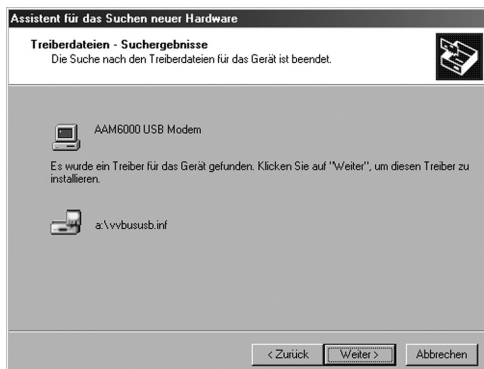 Assistent für das Suchen neuer Hardware
Treiberdateien - Suchergebnisse
Die Suche nach den Treiberdateien für das Gerät ist beendet.
AAM6000 USB Modem
Es wurde ein Treiber für das Gerät gefunden. Klicken Sie auf "Weiter", um diesen Treiber zu
installieren.
a:\vvbususb.inf
< Zurück Weiter > Abbrechen